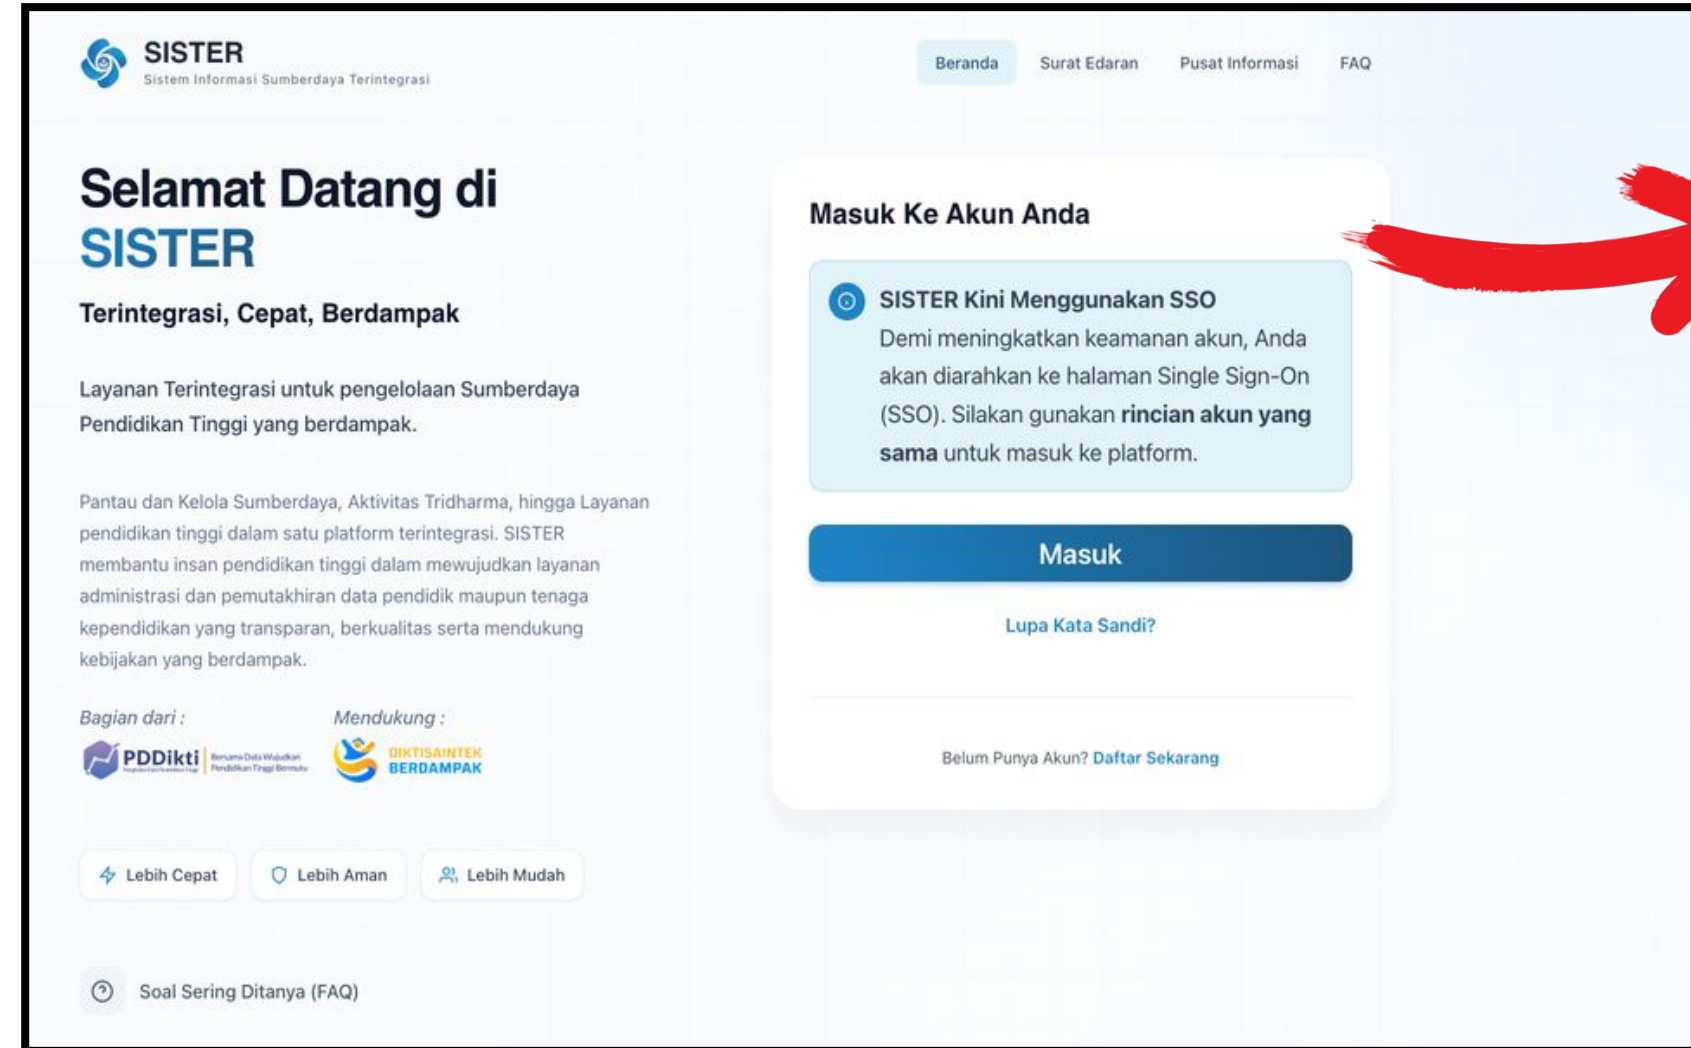 SISTER
Sistem Informasi Sumberdaya Terintegrasi
Beranda
Surat Edaran
Pusat Informasi
FAQ
Selamat Datang di
SISTER
Terintegrasi, Cepat, Berdampak
Layanan Terintegrasi untuk pengelolaan Sumberdaya
Pendidikan Tinggi yang berdampak.
Pantau dan Kelola Sumberdaya, Aktivitas Tridharma, hingga Layanan
pendidikan tinggi dalam satu platform terintegrasi. SISTER
membantu insan pendidikan tinggi dalam mewujudkan layanan
administrasi dan pemutakhiran data pendidik maupun tenaga
kependidikan yang transparan, berkualitas serta mendukung
kebijakan yang berdampak.
Bagian dari :
PDDikti
Bersama Data Wujudkan
Pendidikan Tinggi Bermutu
Mendukung :
DIKTISAINTEK
BERDAMPAK
Lebih Cepat
Lebih Aman
Lebih Mudah
Soal Sering Ditanya (FAQ)
Masuk Ke Akun Anda
SISTER Kini Menggunakan SSO
Demi meningkatkan keamanan akun, Anda
akan diarahkan ke halaman Single Sign-On
(SSO). Silakan gunakan rincian akun yang
sama untuk masuk ke platform.
Masuk
Lupa Kata Sandi?
Belum Punya Akun? Daftar Sekarang